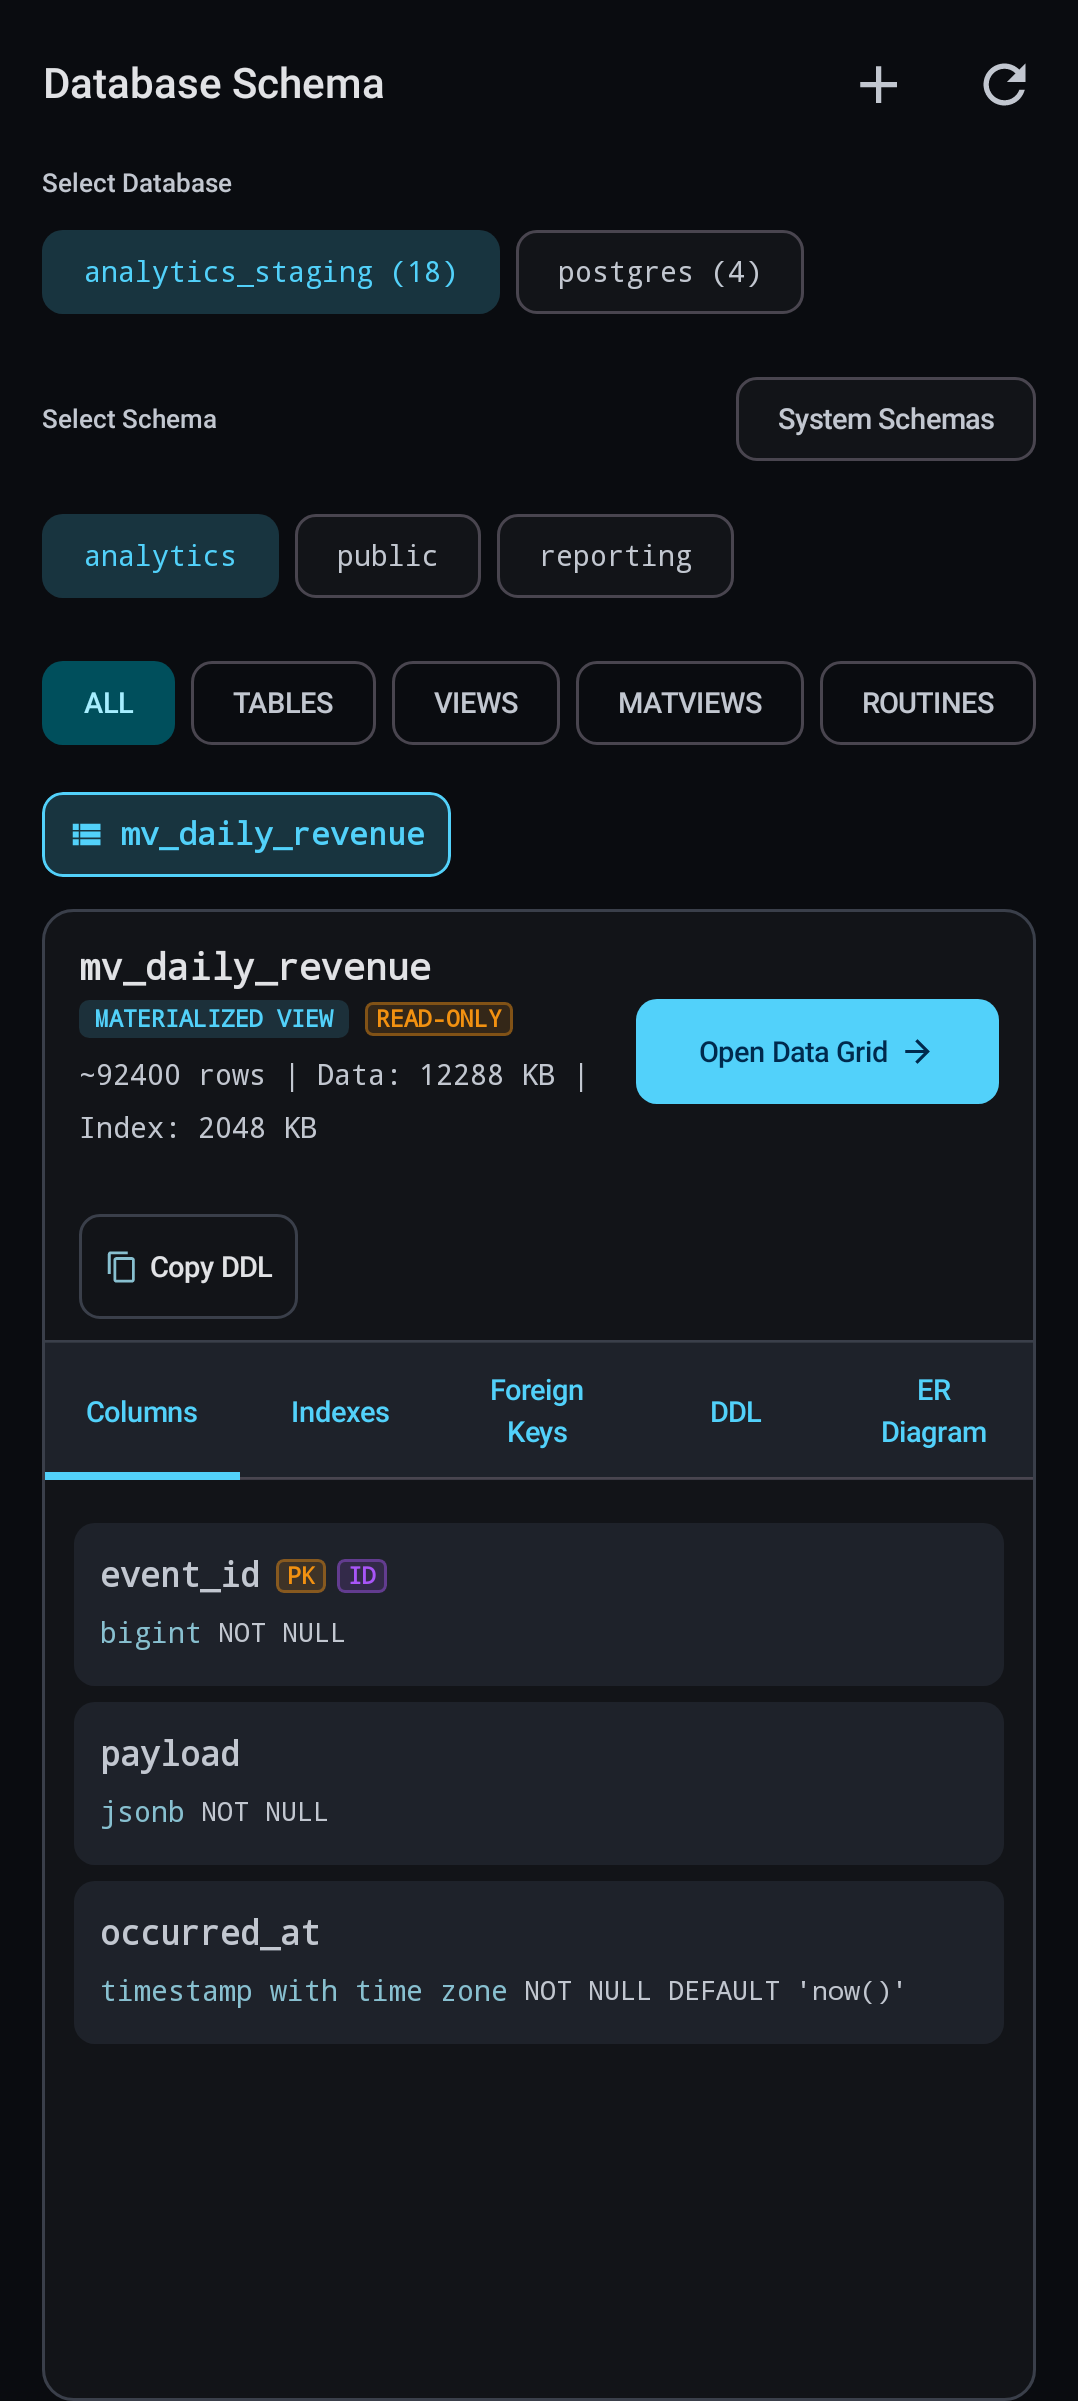 Database Schema
Select Database
analytics_staging (18)
postgres (4)
Select Schema
System Schemas
analytics
public
reporting
ALL
TABLES
VIEWS
MATVIEWS
ROUTINES
mv_daily_revenue
mv_daily_revenue
MATERIALIZED VIEW
READ-ONLY
~92400 rows | Data: 12288 KB |
Index: 2048 KB
Open Data Grid
Copy DDL
Columns
Indexes
Foreign
Keys
DDL
ER
Diagram
event_id PK ID
bigint NOT NULL
payload
jsonb NOT NULL
occurred_at
timestamp with time zone NOT NULL DEFAULT 'now()'